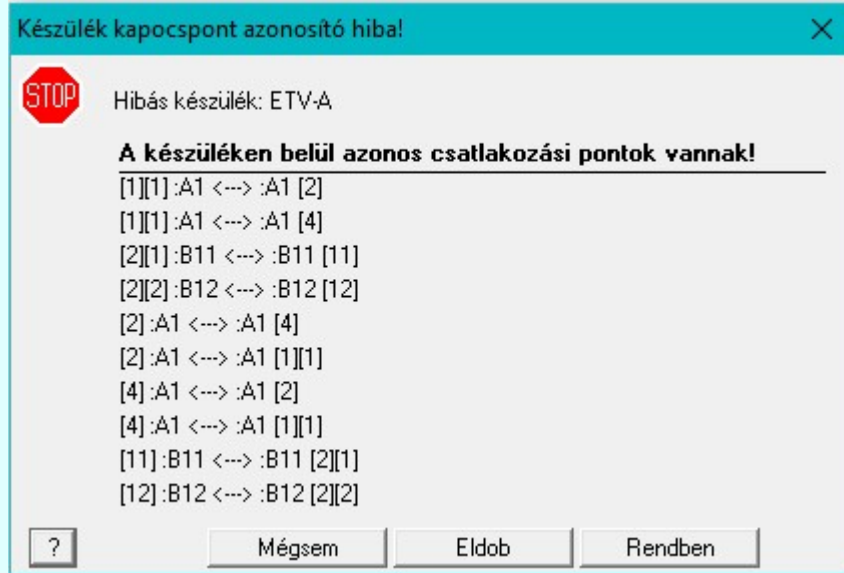 Készülék kapocspont azonosító hiba!
STOP
Hibás készülék: ETV-A
A készüléken belül azonos csatlakozási pontok vannak!
[1][1] :A1 <---> :A1 [2]
[1][1] :A1 <---> :A1 [4]
[2][1] :B11 <---> :B11 [11]
[2][2] :B12 <---> :B12 [12]
[2] :A1 <---> :A1 [4]
[2] :A1 <---> :A1 [1][1]
[4] :A1 <---> :A1 [2]
[4] :A1 <---> :A1 [1][1]
[11] :B11 <---> :B11 [2][1]
[12] :B12 <---> :B12 [2][2]
? Mégsem Eldob Rendben